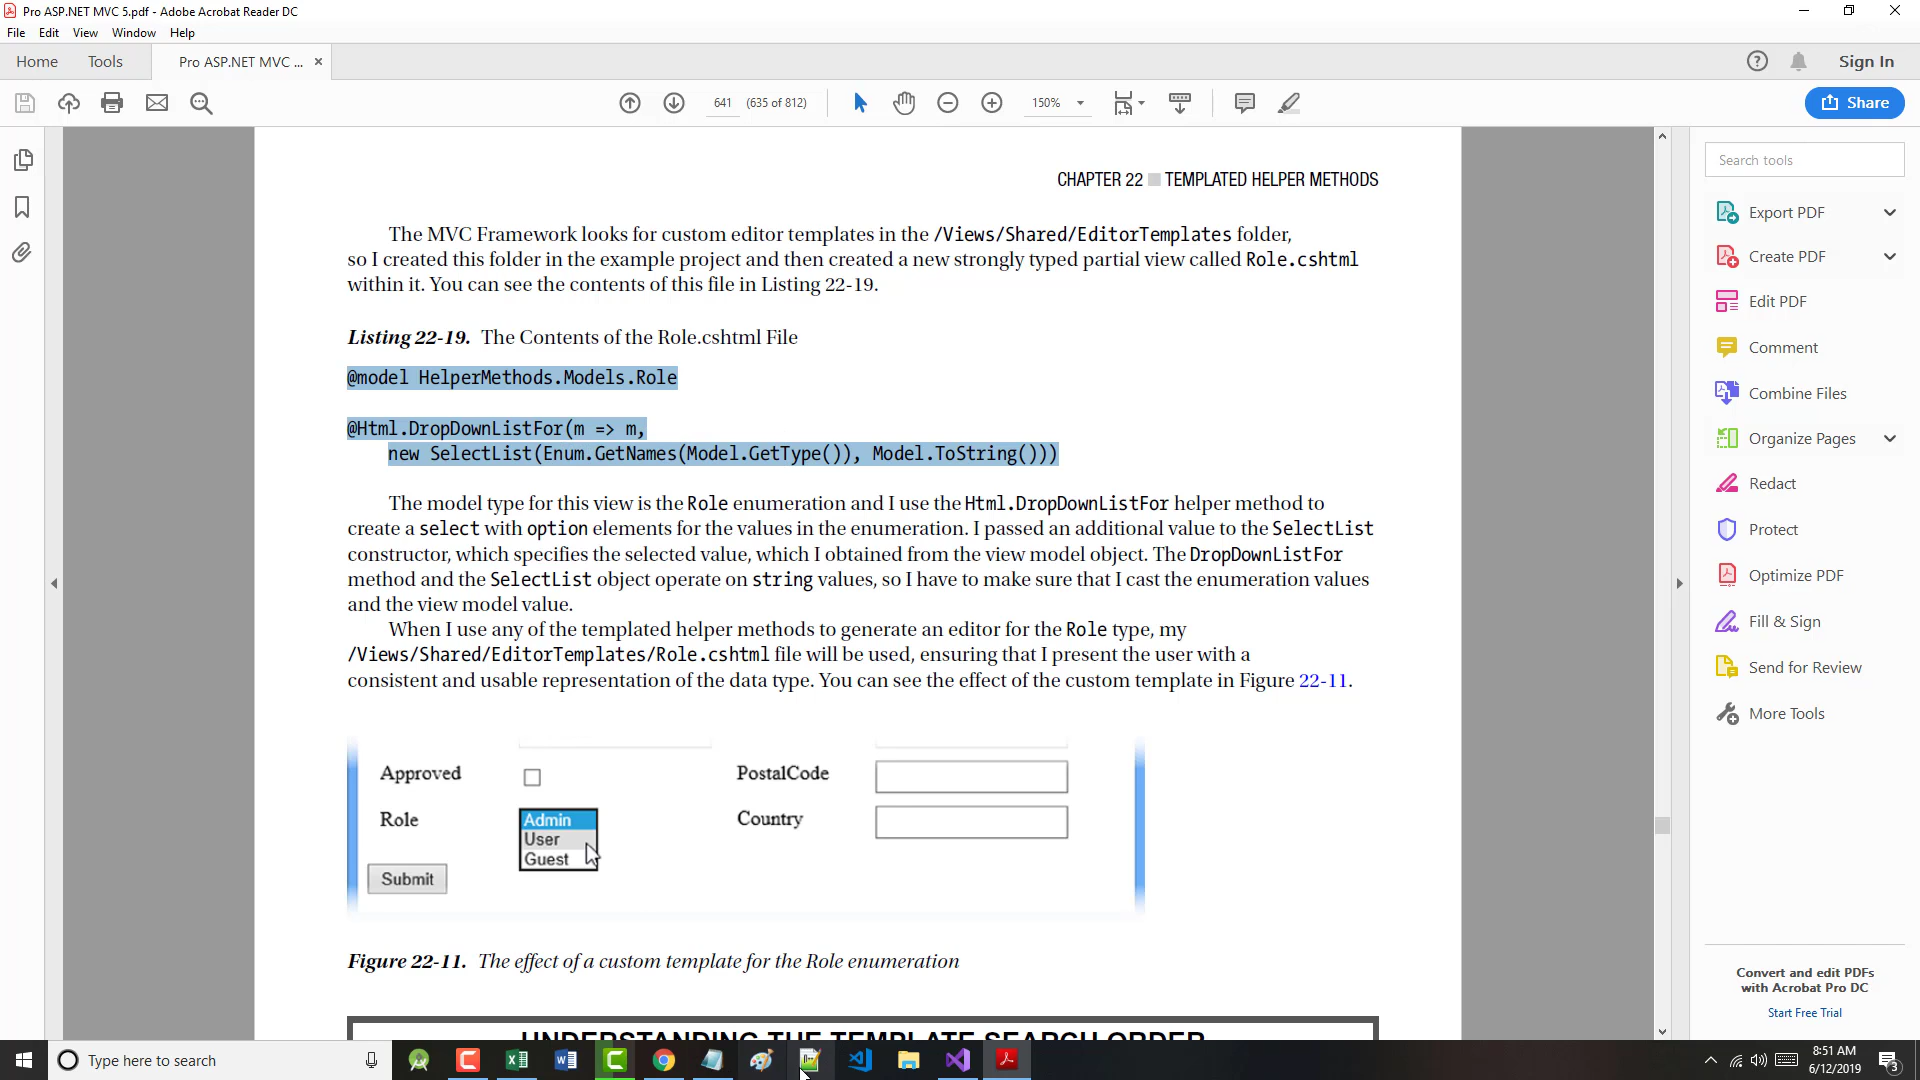 Pro ASP.NET MVC 5.pdf - Adobe Acrobat Reader DC
File Edit View Window Help
Home Tools Pro ASP.NET MVC ... × Sign In
641 (635 of 812) 150% Share
CHAPTER 22 TEMPLATED HELPER METHODS
The MVC Framework looks for custom editor templates in the /Views/Shared/EditorTemplates folder,
so I created this folder in the example project and then created a new strongly typed partial view called Role.cshtml
within it. You can see the contents of this file in Listing 22-19.
Listing 22-19. The Contents of the Role.cshtml File
@model HelperMethods.Models.Role
@Html.DropDownListFor(m => m,
new SelectList(Enum.GetNames(Model.GetType()), Model.ToString()))
The model type for this view is the Role enumeration and I use the Html.DropDownListFor helper method to
create a select with option elements for the values in the enumeration. I passed an additional value to the SelectList
constructor, which specifies the selected value, which I obtained from the view model object. The DropDownListFor
method and the SelectList object operate on string values, so I have to make sure that I cast the enumeration values
and the view model value.
When I use any of the templated helper methods to generate an editor for the Role type, my
/Views/Shared/EditorTemplates/Role.cshtml file will be used, ensuring that I present the user with a
consistent and usable representation of the data type. You can see the effect of the custom template in Figure 22-11.
Approved PostalCode
Role Admin Country
User
Guest
Submit
Figure 22-11. The effect of a custom template for the Role enumeration
UNDERSTANDING THE TEMPLATE SEARCH ORDER
Search tools
Export PDF
Create PDF
Edit PDF
Comment
Combine Files
Organize Pages
Redact
Protect
Optimize PDF
Fill & Sign
Send for Review
More Tools
Convert and edit PDFs
with Acrobat Pro DC
Start Free Trial
Type here to search
8:51 AM
6/12/2019
3